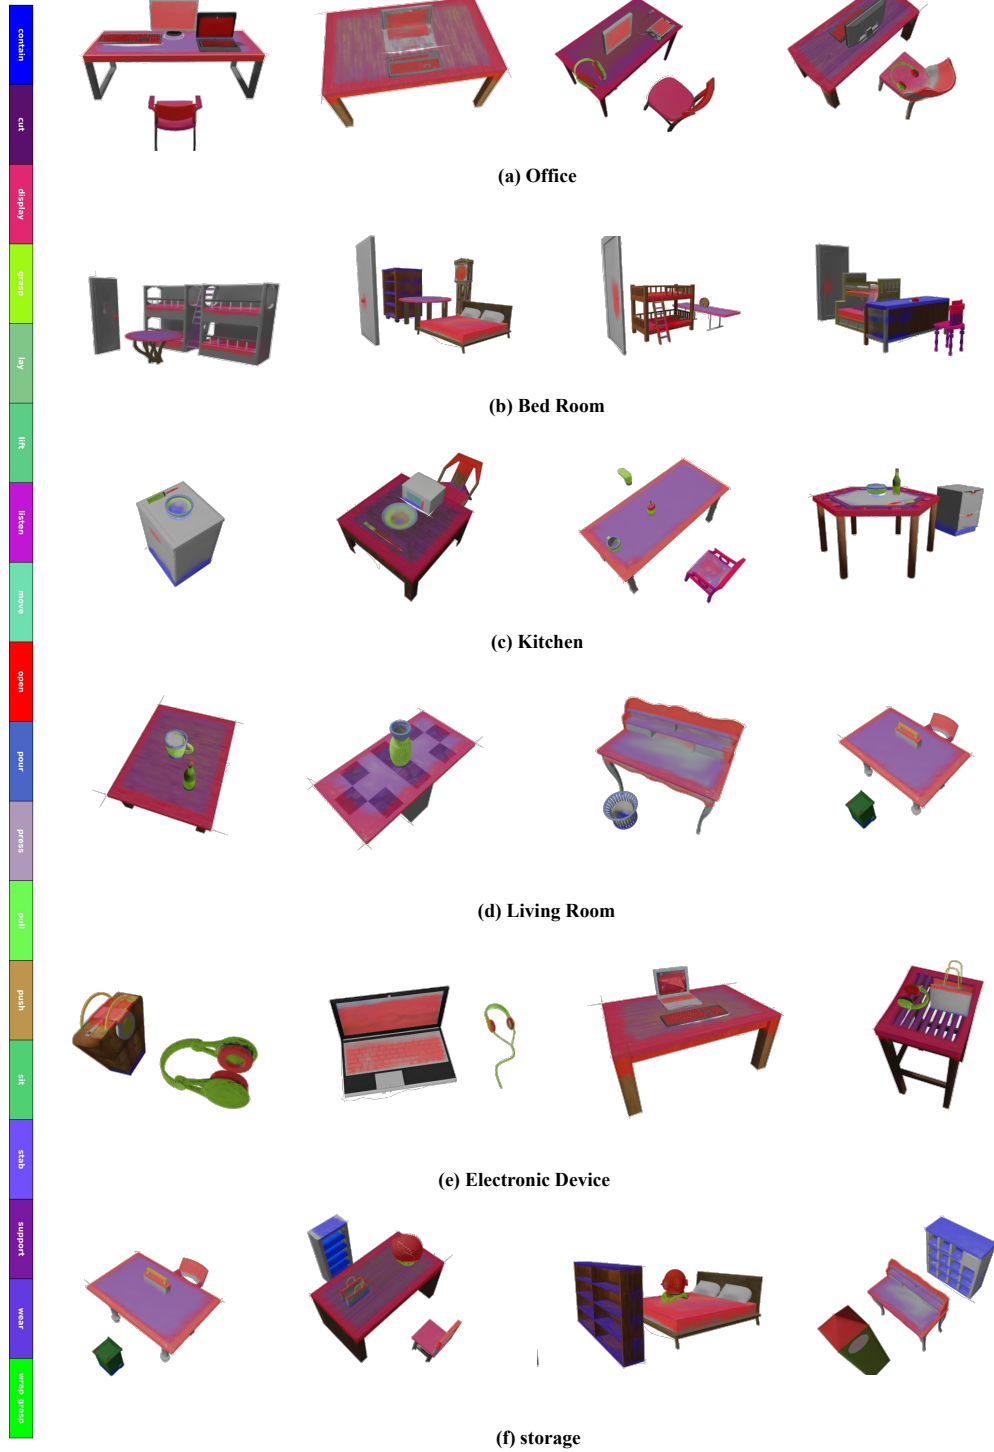 contain
cut
display
grasp
lay
lift
listen
move
open
pour
press
pull
push
sit
stab
support
wear
wrap_grasp
(a) Office
(b) Bed Room
(c) Kitchen
(d) Living Room
(e) Electronic Device
(f) storage